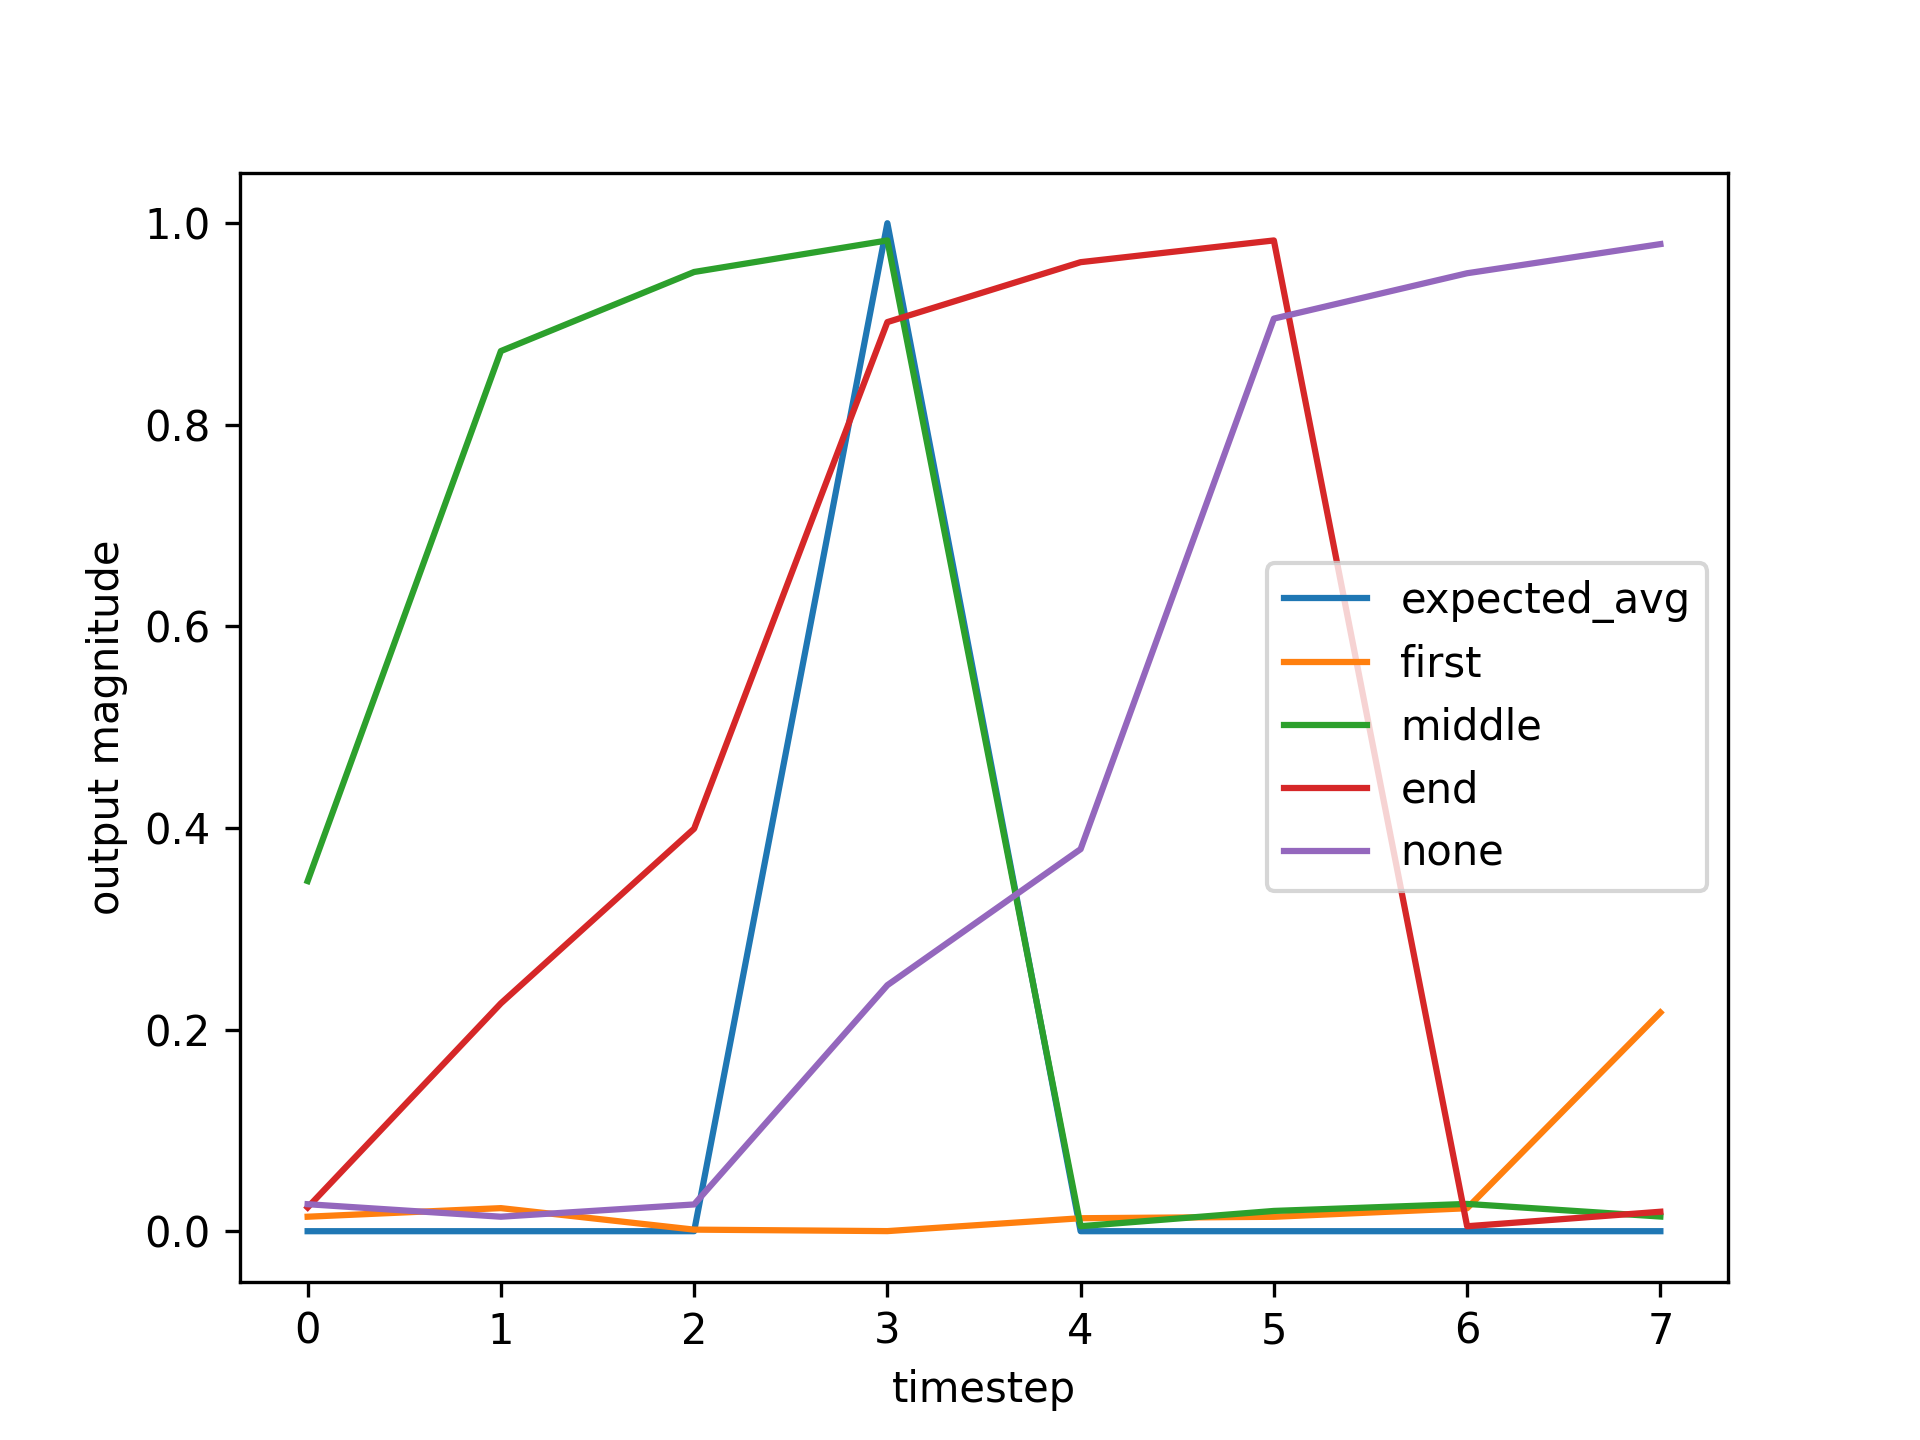 1.0
0.8
0.6
0.4
0.2
0.0
output magnitude
expected_avg
first
middle
end
none
0 1 2 3 4 5 6 7
timestep